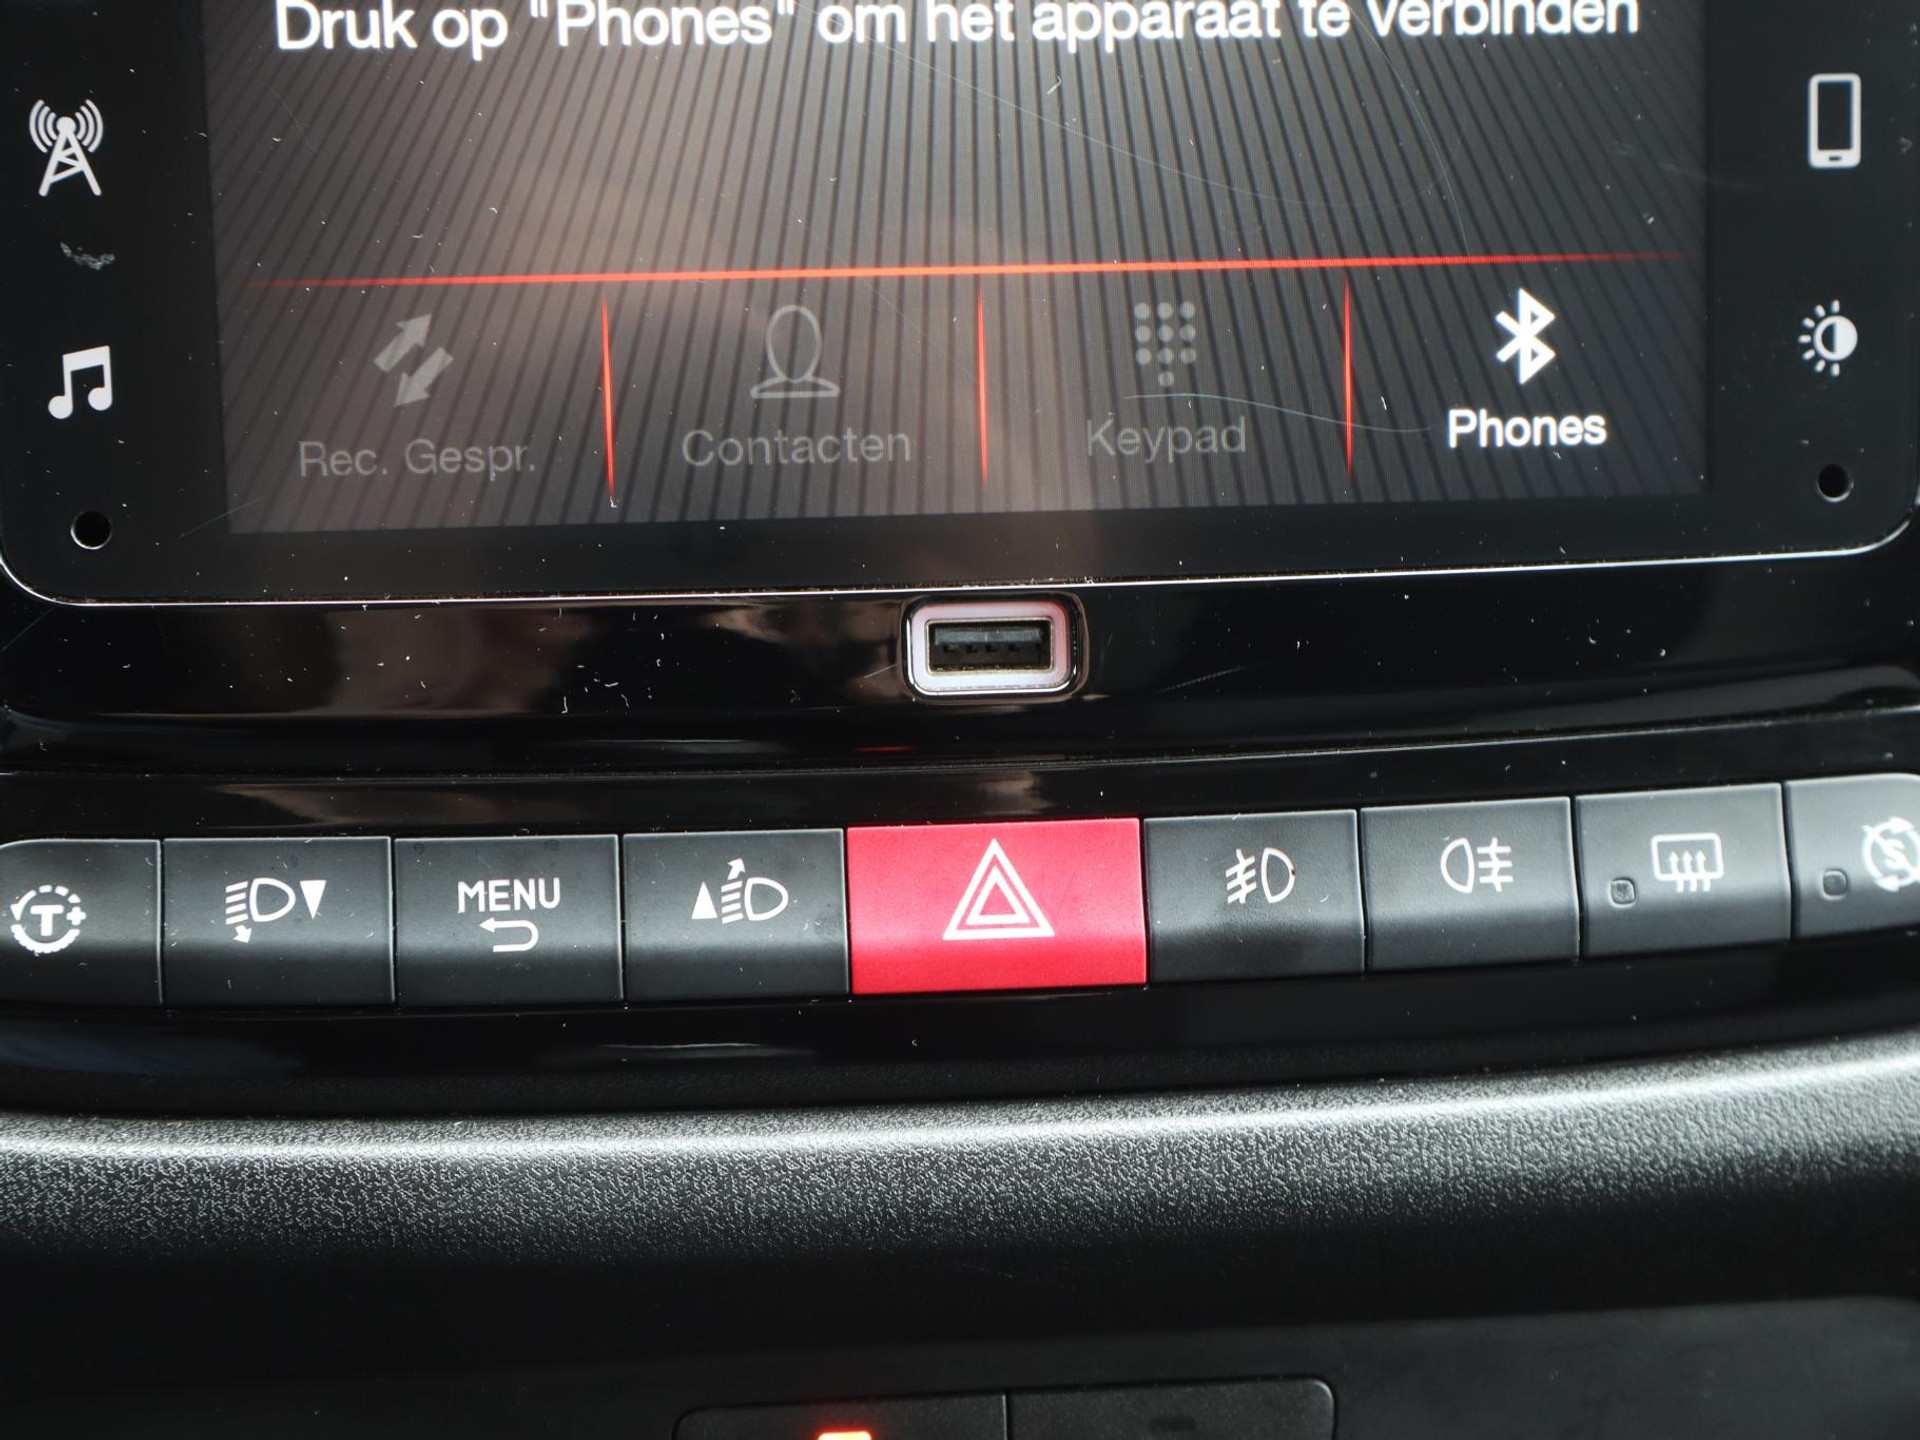 Druk op "Phones" om het apparaat te verbinden
Rec. Gespr.
Contacten
Keypad
Phones
T+
MENU
S